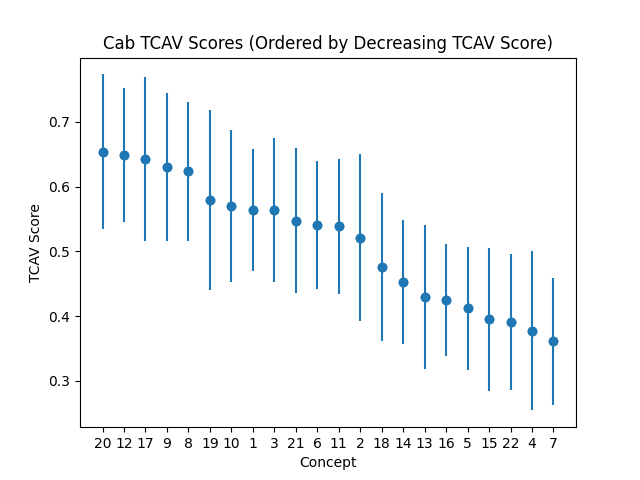 Cab TCAV Scores (Ordered by Decreasing TCAV Score)
TCAV Score
0.7
0.6
0.5
0.4
0.3
20 12 17 9 8 19 10 1 3 21 6 11 2 18 14 13 16 5 15 22 4 7
Concept